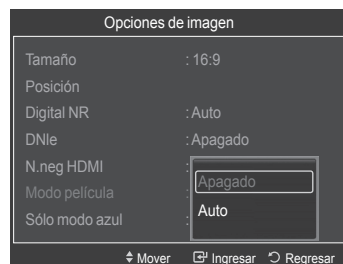 Opciones de imagen
Tamaño : 16:9
Posición
Digital NR : Auto
DNIe : Apagado
N.neg HDMI :
Apagado
Modo película :
Auto
Sólo modo azul :
Mover Ingresar Regresar